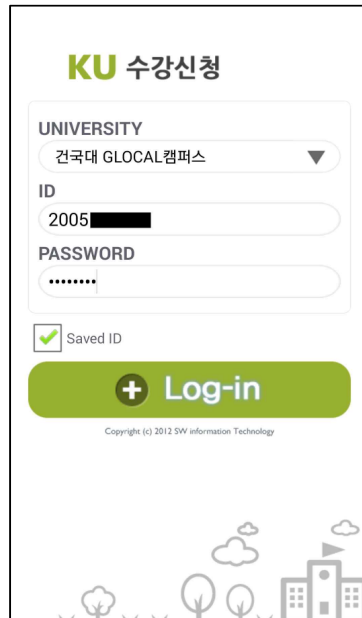 KU 수강신청
UNIVERSITY
건국대 GLOCAL캠퍼스
ID
2005
PASSWORD
Saved ID
Log-in
Copyright (c) 2012 SW information Technology